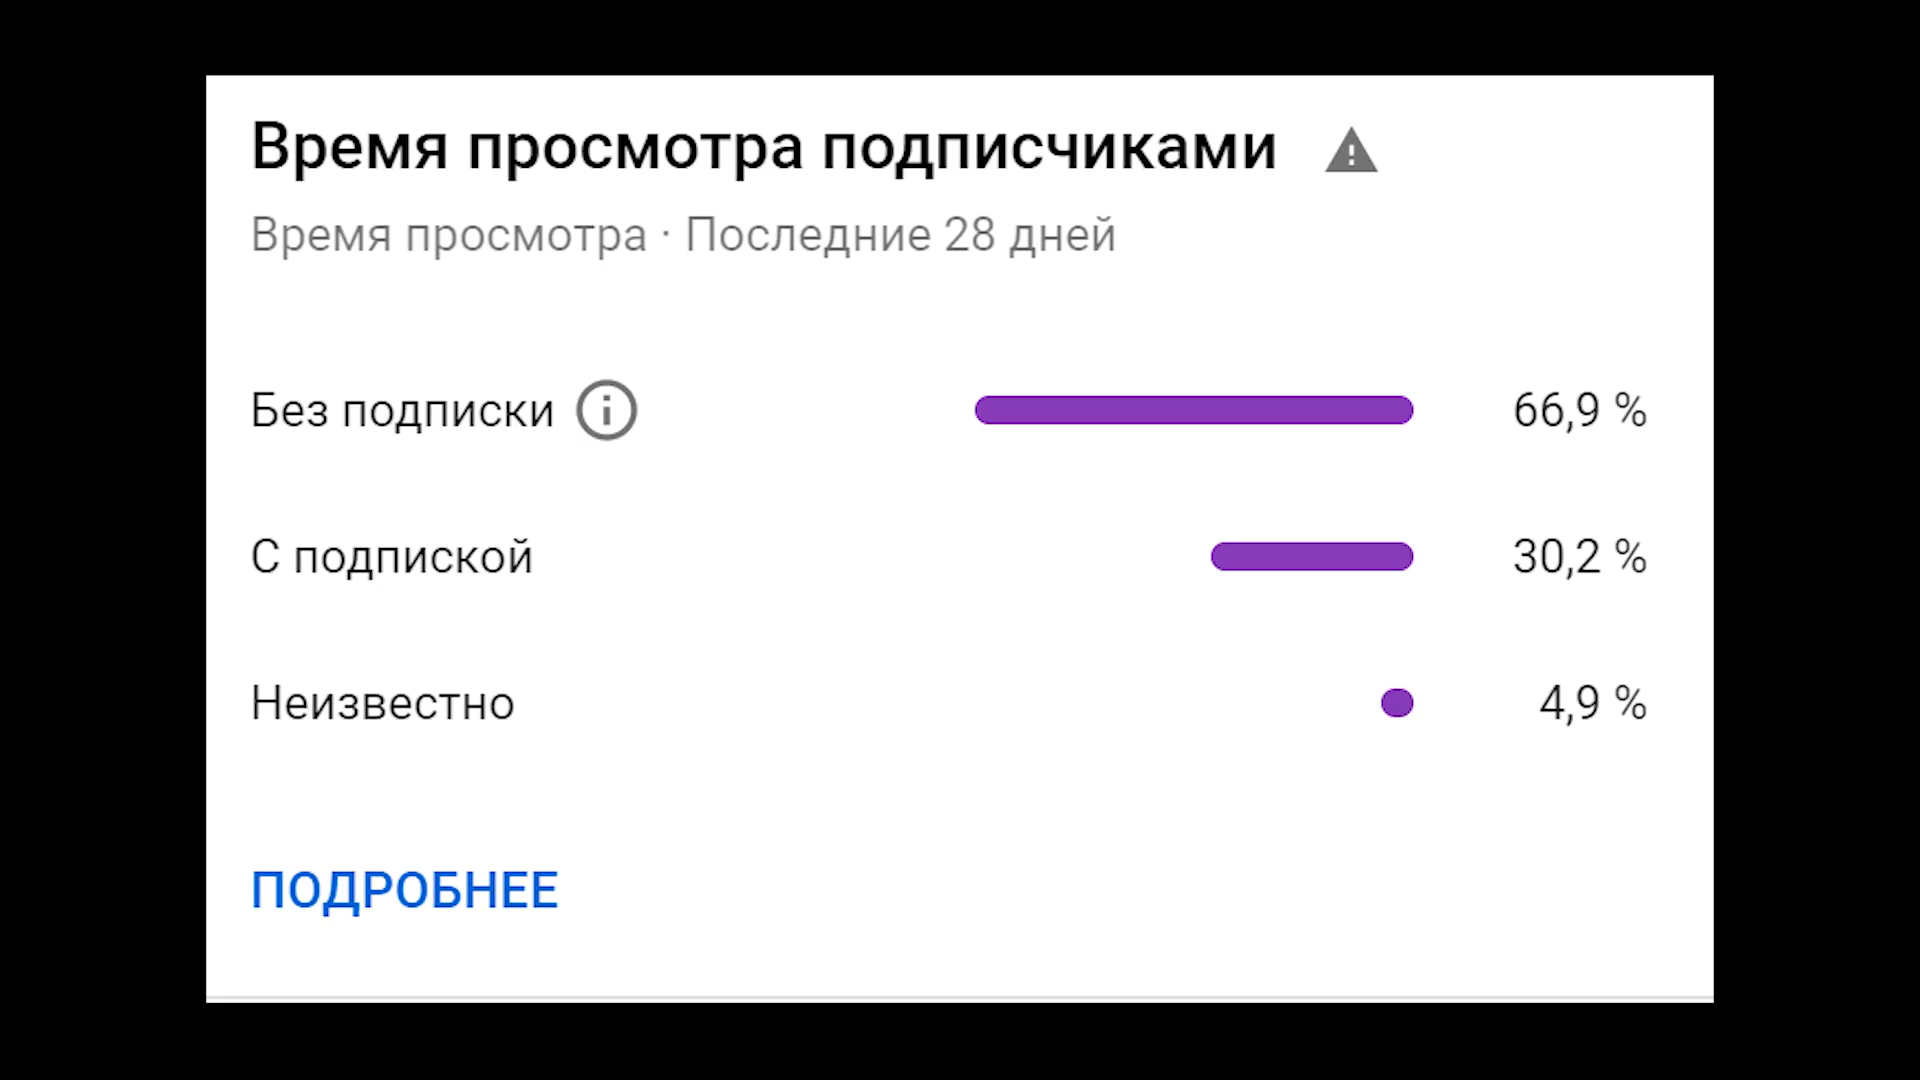 Время просмотра подписчиками
Время просмотра · Последние 28 дней
Без подписки 66,9 %
С подпиской 30,2 %
Неизвестно 4,9 %
ПОДРОБНЕЕ